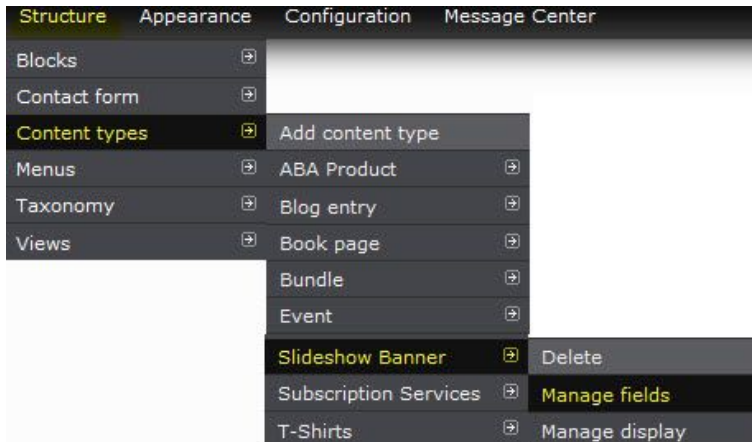 Structure Appearance Configuration Message Center
Blocks
Contact form
Content types
Menus
Taxonomy
Views
Add content type
ABA Product
Blog entry
Book page
Bundle
Event
Slideshow Banner
Subscription Services
T-Shirts
Delete
Manage fields
Manage display